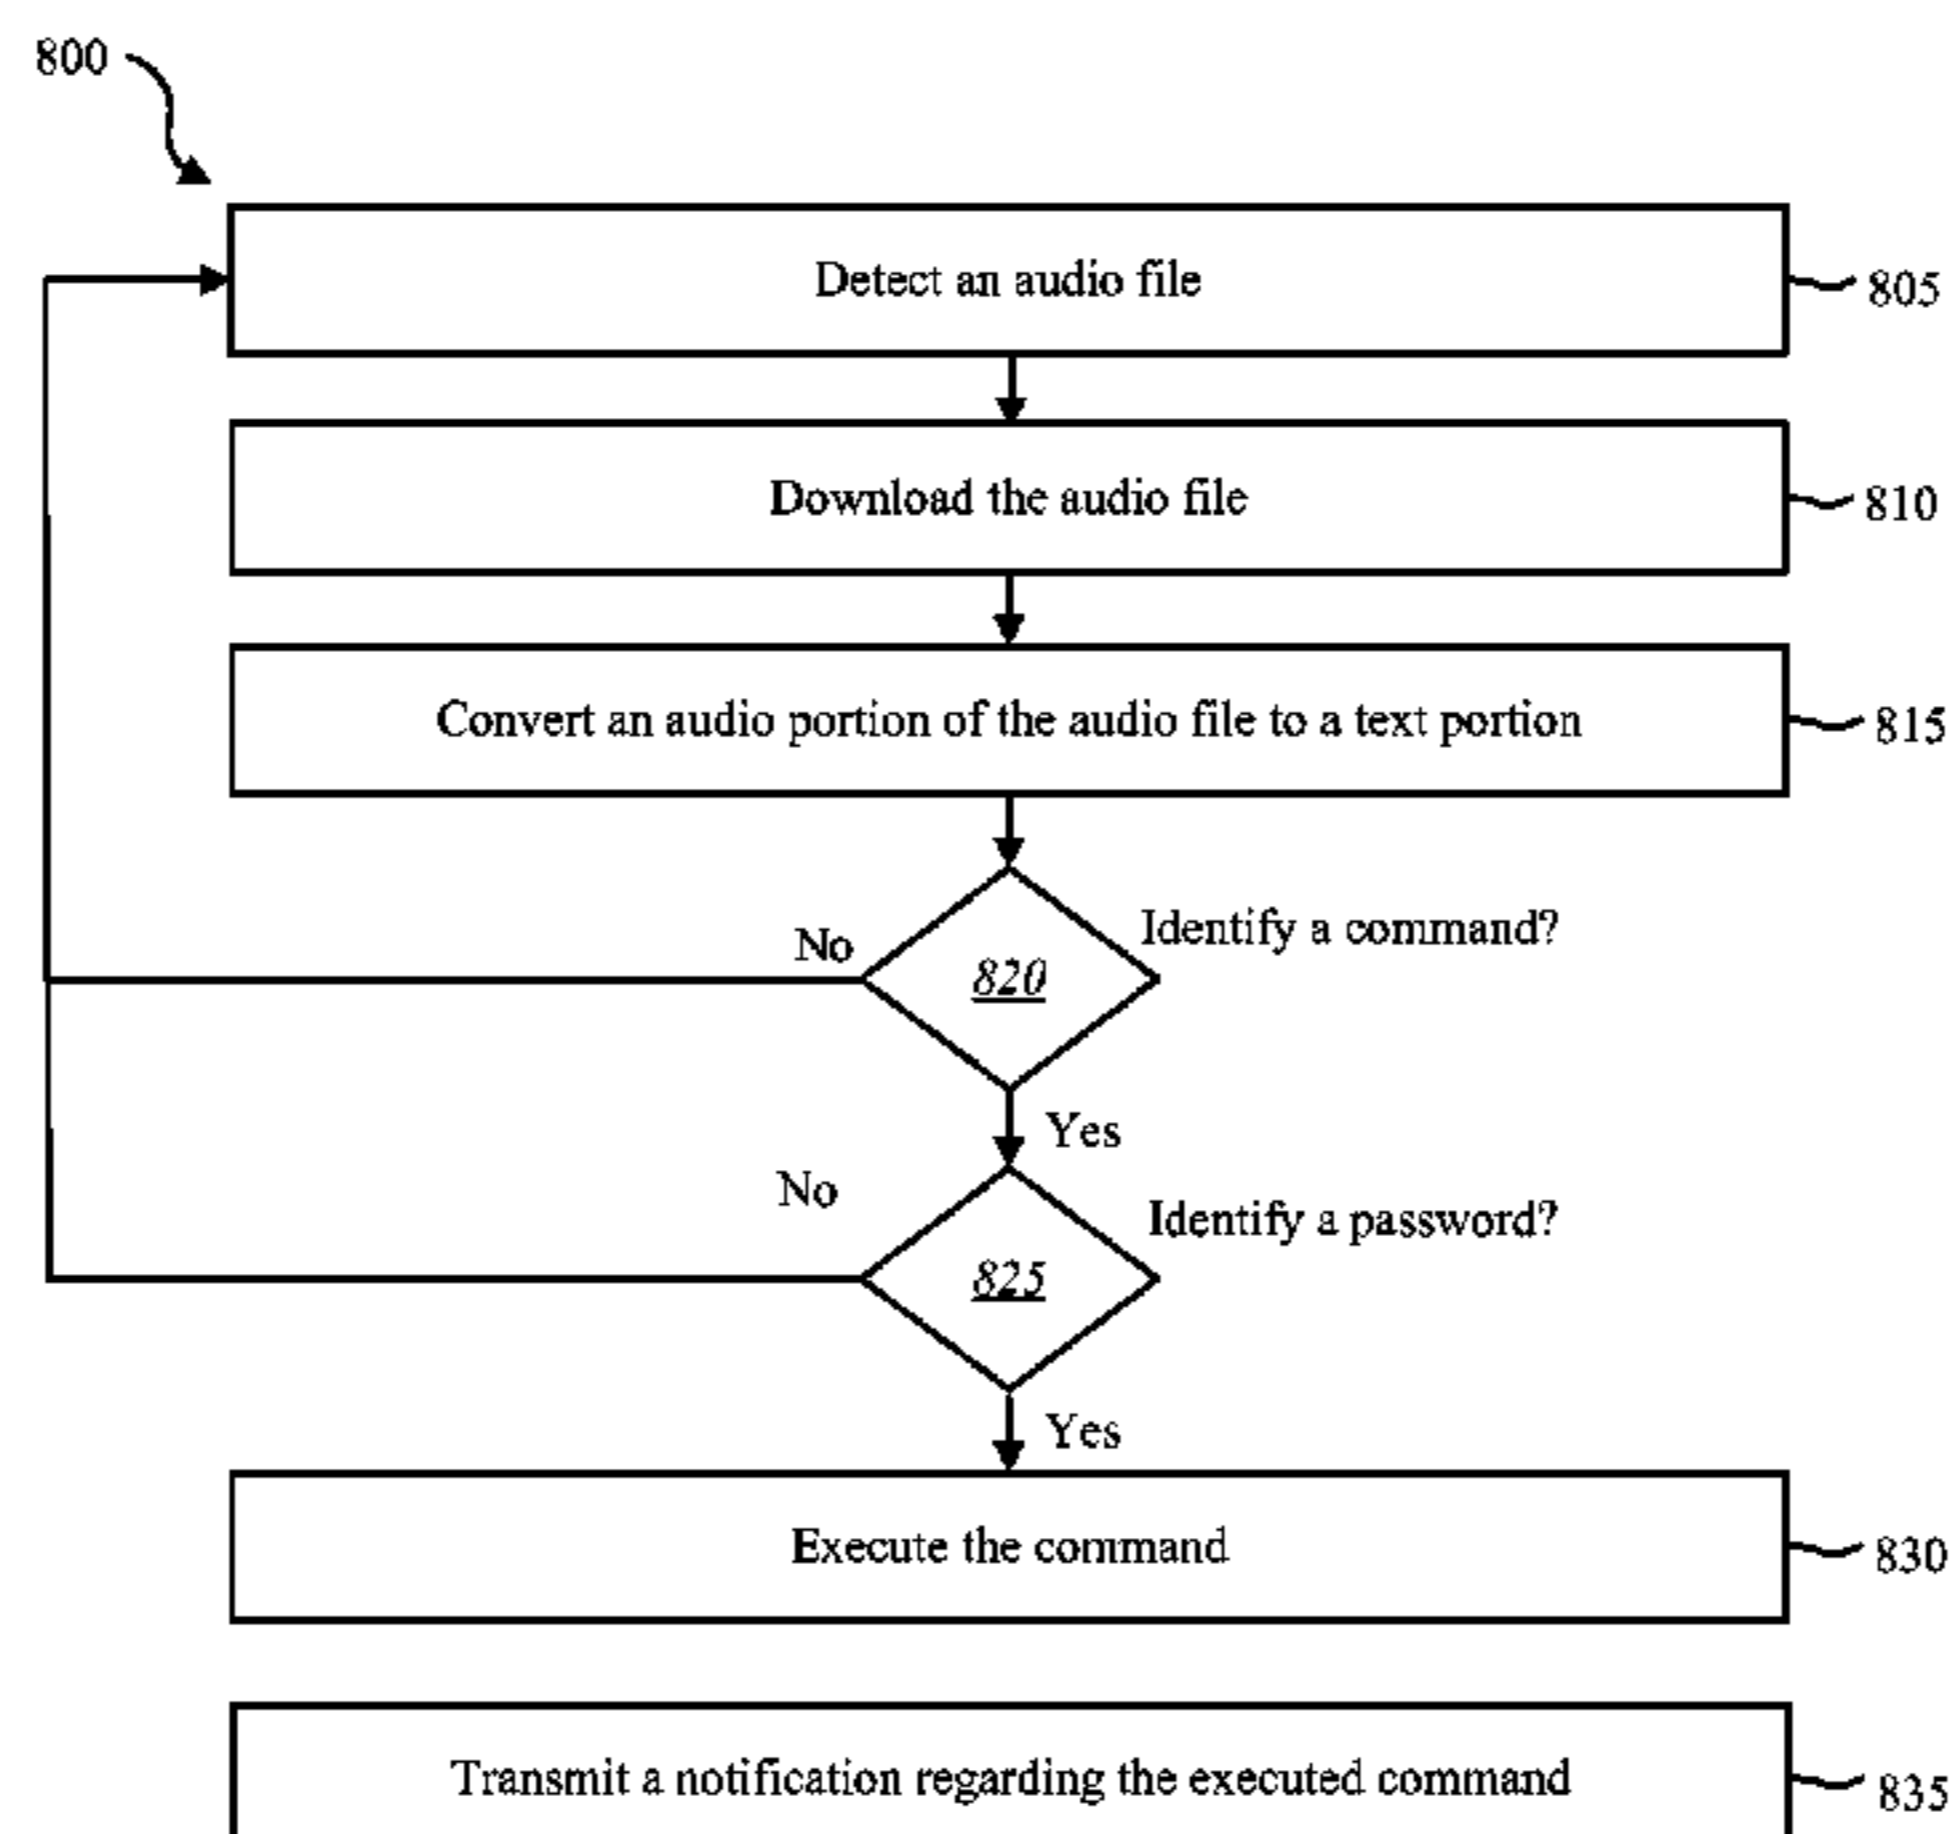 800
Detect an audio file
805
Download the audio file
810
Convert an audio portion of the audio file to a text portion
815
Identify a command?
No
820
Yes
No
Identify a password?
825
Yes
Execute the command
830
Transmit a notification regarding the executed command
835